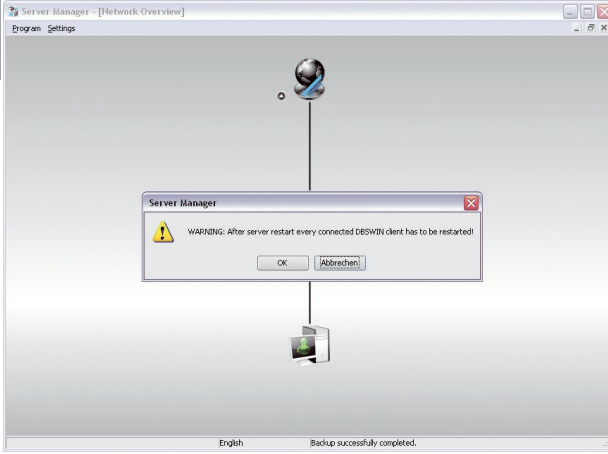 Server Manager - [Network Overview]
Program Settings
Server Manager
WARNING: After server restart every connected DBSWIN client has to be restarted!
OK Abbrechen
English Backup successfully completed.